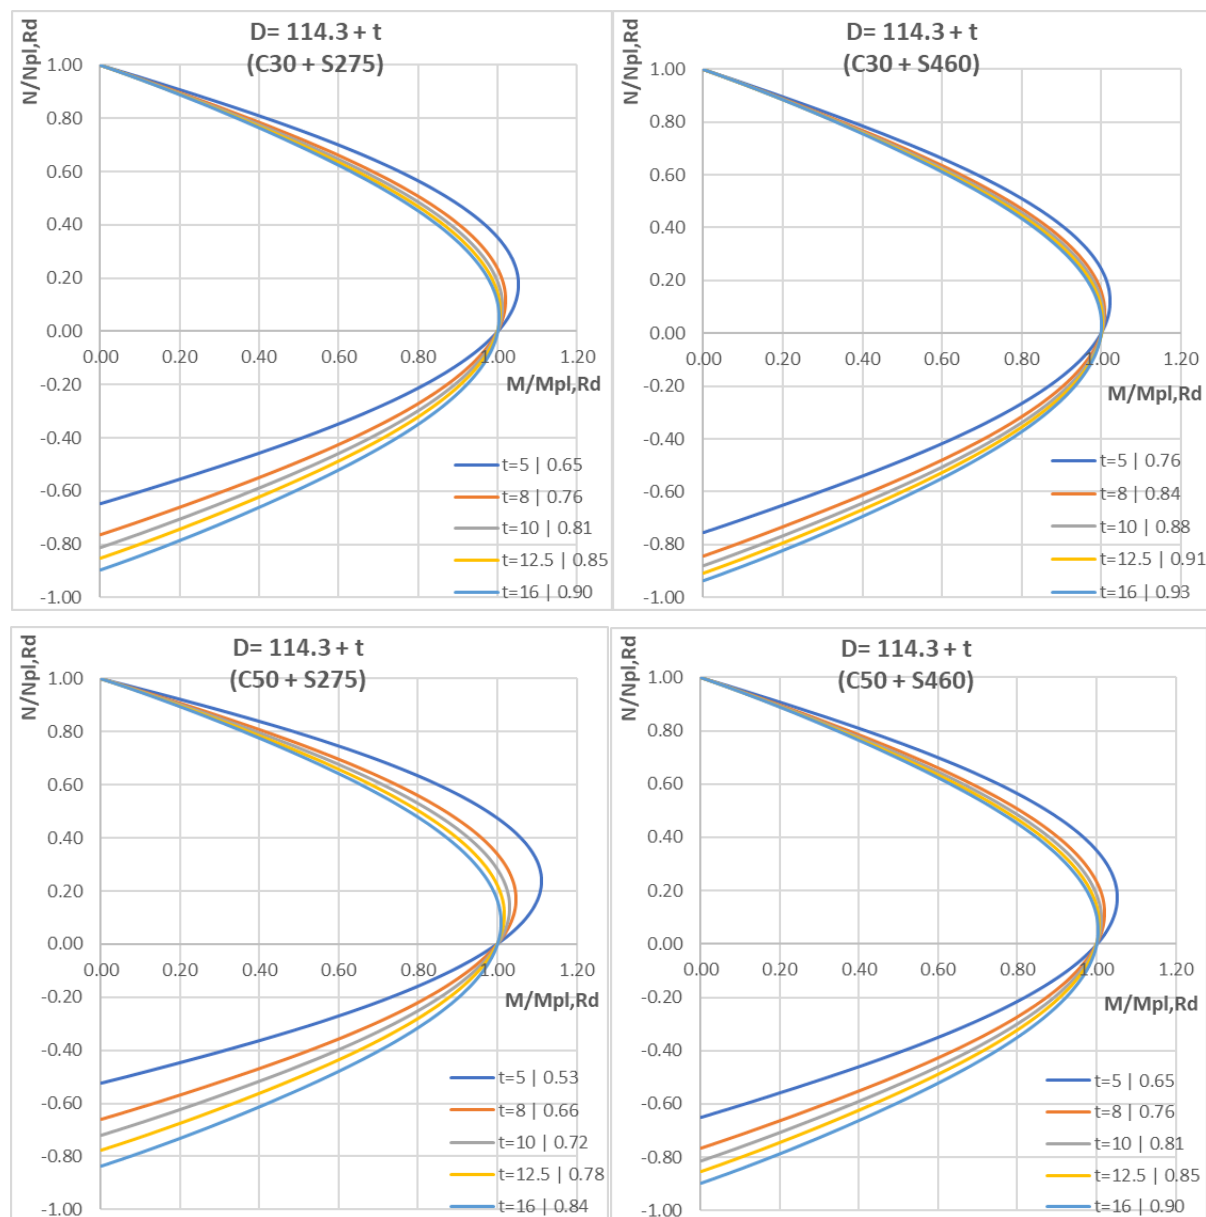 D= 114.3 + t
(C30 + S275)
N/Npl,Rd
1.00
0.80
0.60
0.40
0.20
0.00
0.00 0.20 0.40 0.60 0.80 1.00 1.20
-0.20
M/Mpl,Rd
-0.40
t=5 | 0.65
-0.60
t=8 | 0.76
t=10 | 0.81
-0.80
t=12.5 | 0.85
t=16 | 0.90
-1.00
D= 114.3 + t
(C30 + S460)
N/Npl,Rd
1.00
0.80
0.60
0.40
0.20
0.00
0.00 0.20 0.40 0.60 0.80 1.00 1.20
-0.20
M/Mpl,Rd
-0.40
t=5 | 0.76
-0.60
t=8 | 0.84
t=10 | 0.88
-0.80
t=12.5 | 0.91
t=16 | 0.93
-1.00
D= 114.3 + t
(C50 + S275)
N/Npl,Rd
1.00
0.80
0.60
0.40
0.20
0.00
0.00 0.20 0.40 0.60 0.80 1.00 1.20
-0.20
M/Mpl,Rd
-0.40
t=5 | 0.53
-0.60
t=8 | 0.66
t=10 | 0.72
-0.80
t=12.5 | 0.78
t=16 | 0.84
-1.00
D= 114.3 + t
(C50 + S460)
N/Npl,Rd
1.00
0.80
0.60
0.40
0.20
0.00
0.00 0.20 0.40 0.60 0.80 1.00 1.20
-0.20
M/Mpl,Rd
-0.40
t=5 | 0.65
-0.60
t=8 | 0.76
t=10 | 0.81
-0.80
t=12.5 | 0.85
t=16 | 0.90
-1.00